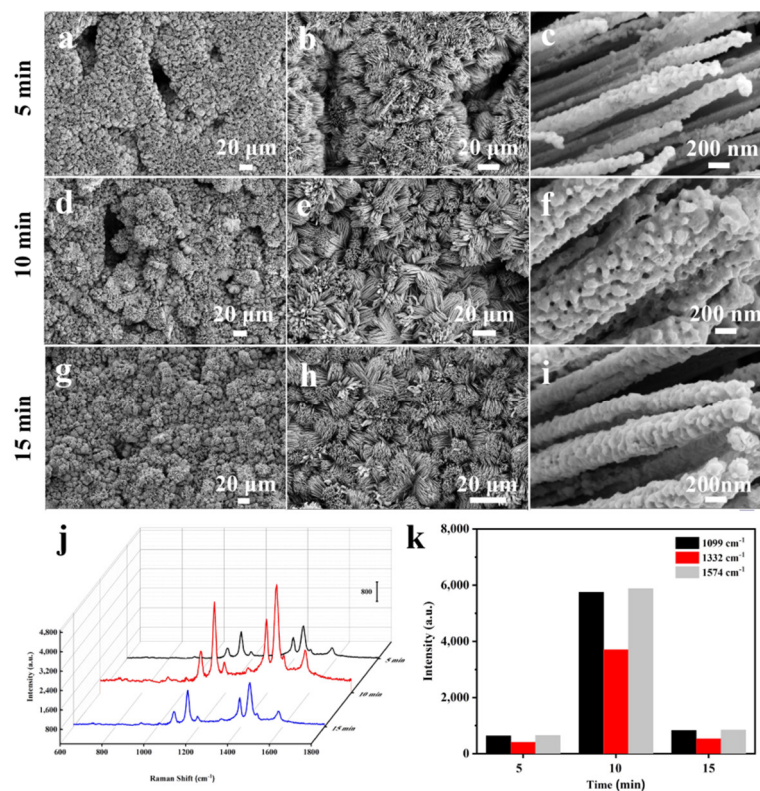 5 min
a
20 µm
b
20 µm
c
200 nm
10 min
d
20 µm
e
20 µm
f
200 nm
15 min
g
20 µm
h
20 µm
i
200nm
j
800
4,800
4,000
3,200
2,400
1,600
800
Intensity (a.u.)
5 min
10 min
15 min
600
800
1000
1200
1400
1600
1800
Raman Shift (cm⁻¹)
k
8,000
6,000
4,000
2,000
0
Intensity (a.u.)
1099 cm⁻¹
1332 cm⁻¹
1574 cm⁻¹
5
10
15
Time (min)